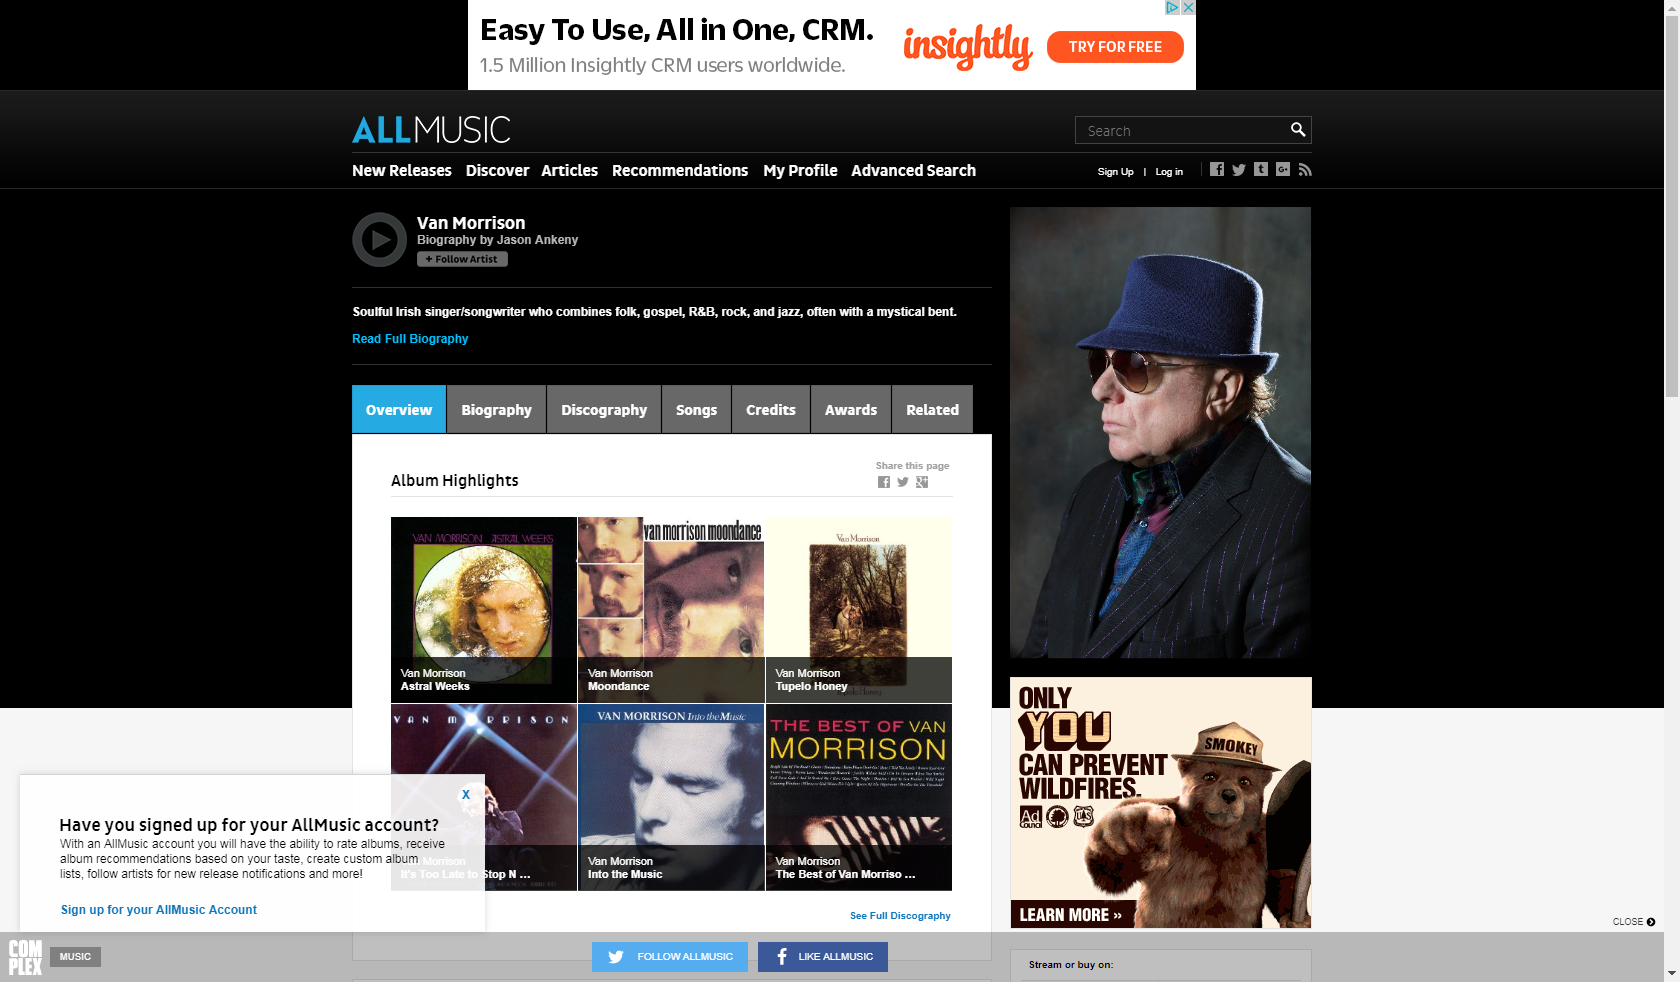 Easy To Use, All in One, CRM.
1.5 Million Insightly CRM users worldwide.
insightly
TRY FOR FREE
ALLMUSIC
Search
New Releases Discover Articles Recommendations My Profile Advanced Search
Sign Up | Log in
Van Morrison
Biography by Jason Ankeny
+ Follow Artist
Soulful Irish singer/songwriter who combines folk, gospel, R&B, rock, and jazz, often with a mystical bent.
Read Full Biography
Overview Biography Discography Songs Credits Awards Related
Album Highlights
Share this page
VAN MORRISON ASTRAL WEEKS
Van Morrison
Astral Weeks
van morrison moondance
Van Morrison
Moondance
Van Morrison
Tupelo Honey
Van Morrison
Tupelo Honey
VAN MORRISON
Morrison
It's Too Late to Stop N ...
VAN MORRISON Into the Music
Van Morrison
Into the Music
THE BEST OF VAN
MORRISON
Van Morrison
The Best of Van Morriso ...
See Full Discography
ONLY
YOU
CAN PREVENT
WILDFIRES.
SMOKEY
Ad
Council
UAS
LEARN MORE »
X
Have you signed up for your AllMusic account?
With an AllMusic account you will have the ability to rate albums, receive
album recommendations based on your taste, create custom album
lists, follow artists for new release notifications and more!
Sign up for your AllMusic Account
CLOSE
COM
PLEX
MUSIC
FOLLOW ALLMUSIC
LIKE ALLMUSIC
Stream or buy on: